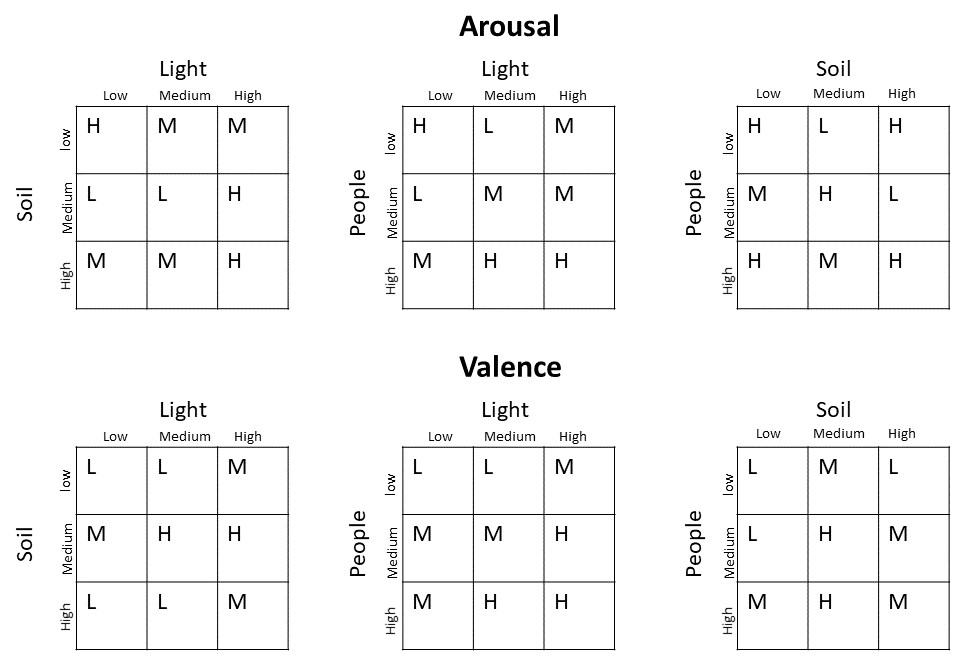 Arousal
Light Light Soil
Low Medium High Low Medium High Low Medium High
Soil low H M M People low H L M People low H L H
Medium L L H Medium L M M Medium M H L
High M M H High M H H High H M H
Valence
Light Light Soil
Low Medium High Low Medium High Low Medium High
Soil low L L M People low L L M People low L M L
Medium M H H Medium M M H Medium L H M
High L L M High M H H High M H M